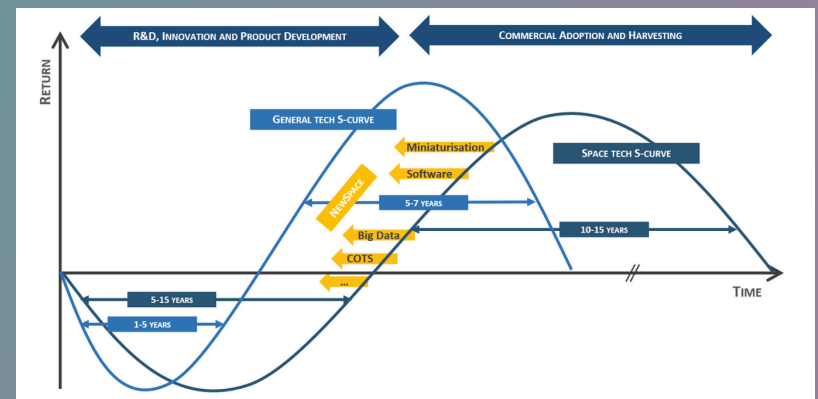 R&D, INNOVATION AND PRODUCT DEVELOPMENT
COMMERCIAL ADOPTION AND HARVESTING
RETURN
GENERAL TECH S-CURVE
Miniaturisation
SPACE TECH S-CURVE
Software
NEWSPACE
5-7 YEARS
Big Data
10-15 YEARS
COTS
...
TIME
5-15 YEARS
1-5 YEARS